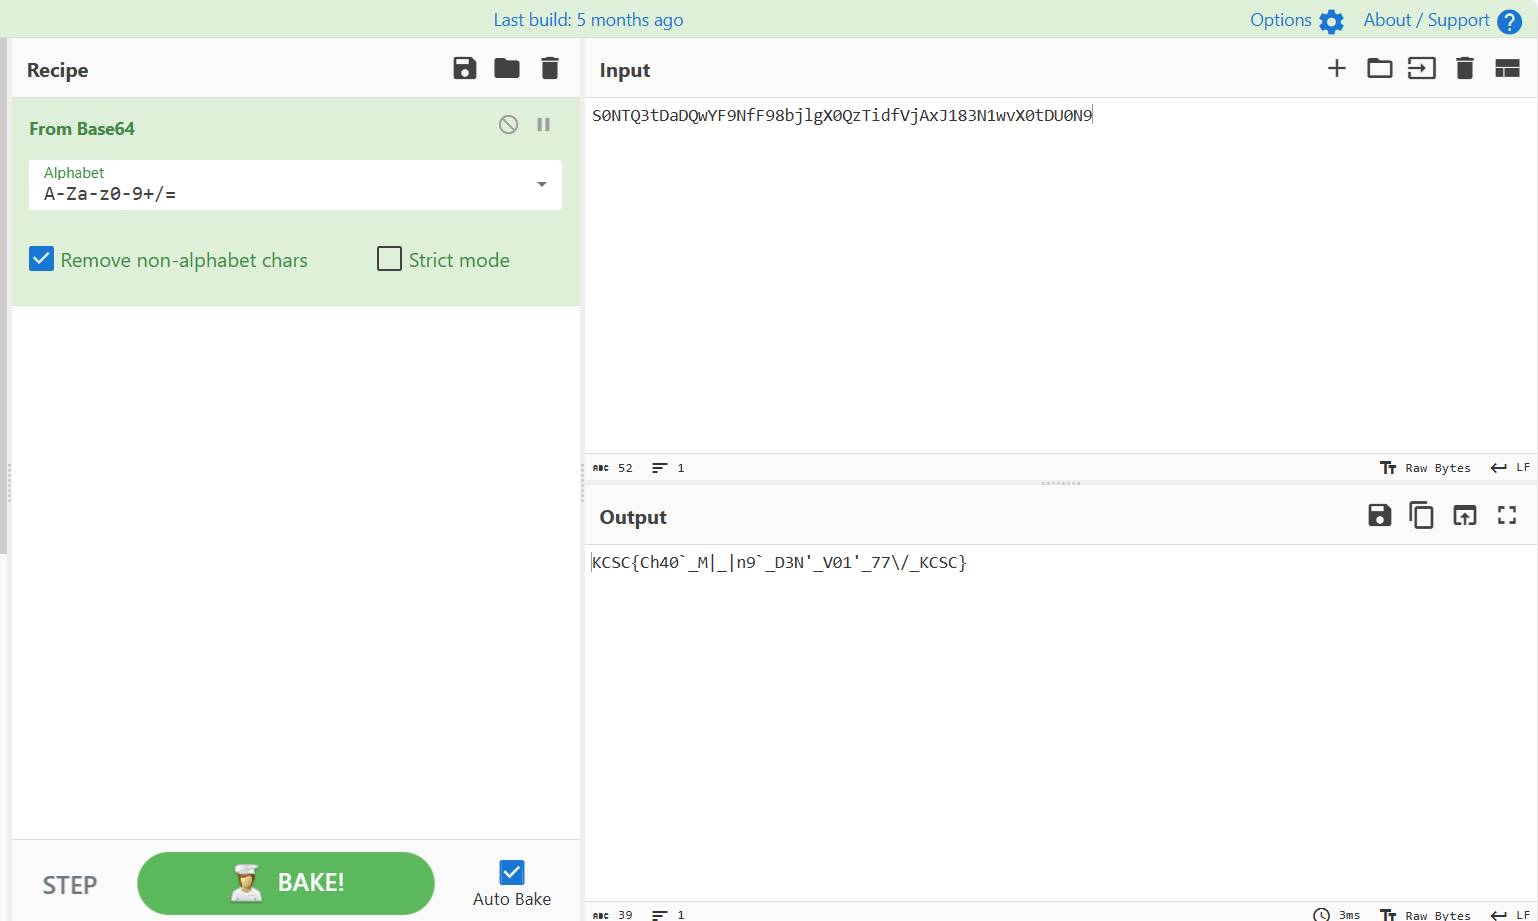 Last build: 5 months ago
Options
About / Support
Recipe
From Base64
Alphabet
A-Za-z0-9+/=
Remove non-alphabet chars
Strict mode
STEP
BAKE!
Auto Bake
Input
S0NTQ3tDaDQwYF9NfF98bjlgX0QzTidfVjAxJ183N1wvX0tDU0N9
ABC 52
1
Tт Raw Bytes
LF
Output
KCSC{Ch40`_M|_|n9`_D3N'_V01'_77\/_KCSC}
ABC 39
1
3ms
Tт Raw Bytes
LF